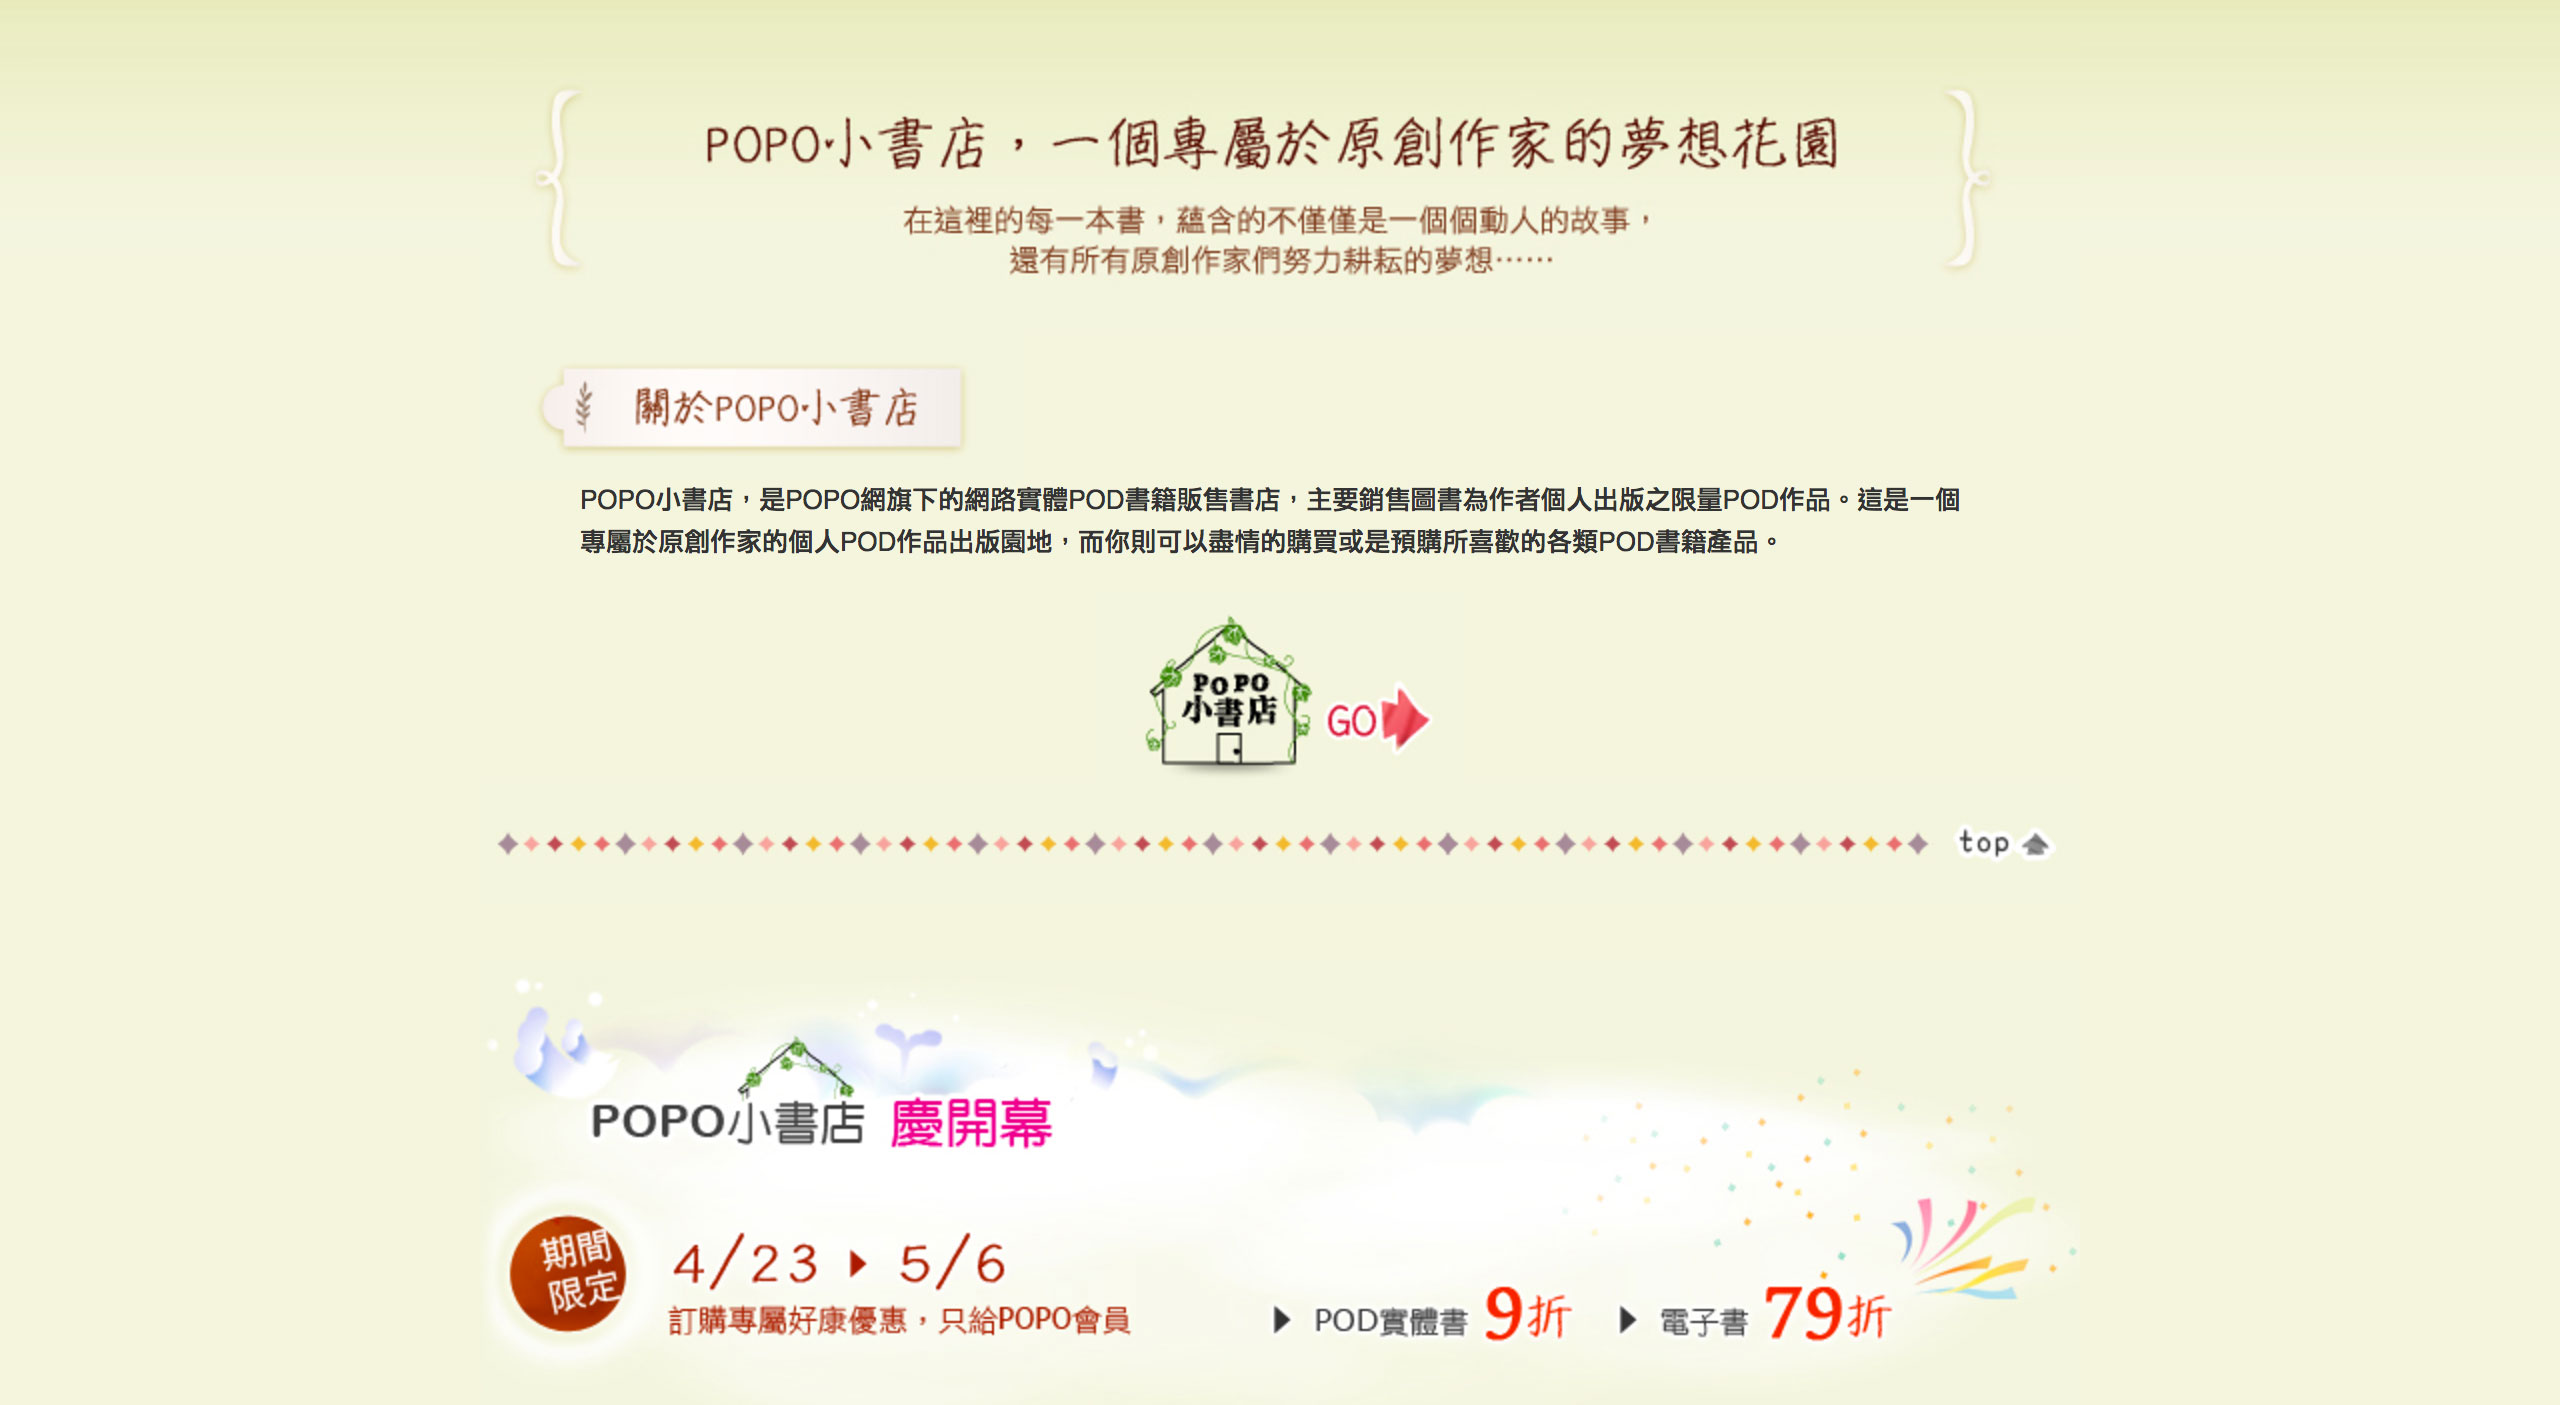 POPO小書店，一個專屬於原創作家的夢想花園
在這裡的每一本書，蘊含的不僅僅是一個個動人的故事，
還有所有原創作家們努力耕耘的夢想……
關於POPO小書店
POPO小書店，是POPO網旗下的網路實體POD書籍販售書店，主要銷售圖書為作者個人出版之限量POD作品。這是一個
專屬於原創作家的個人POD作品出版園地，而你則可以盡情的購買或是預購所喜歡的各類POD書籍產品。
POPO
小書店
GO
top
POPO小書店 慶開幕
期間
限定
4/23 ▶ 5/6
訂購專屬好康優惠，只給POPO會員
▶ POD實體書 9折 ▶ 電子書 79折